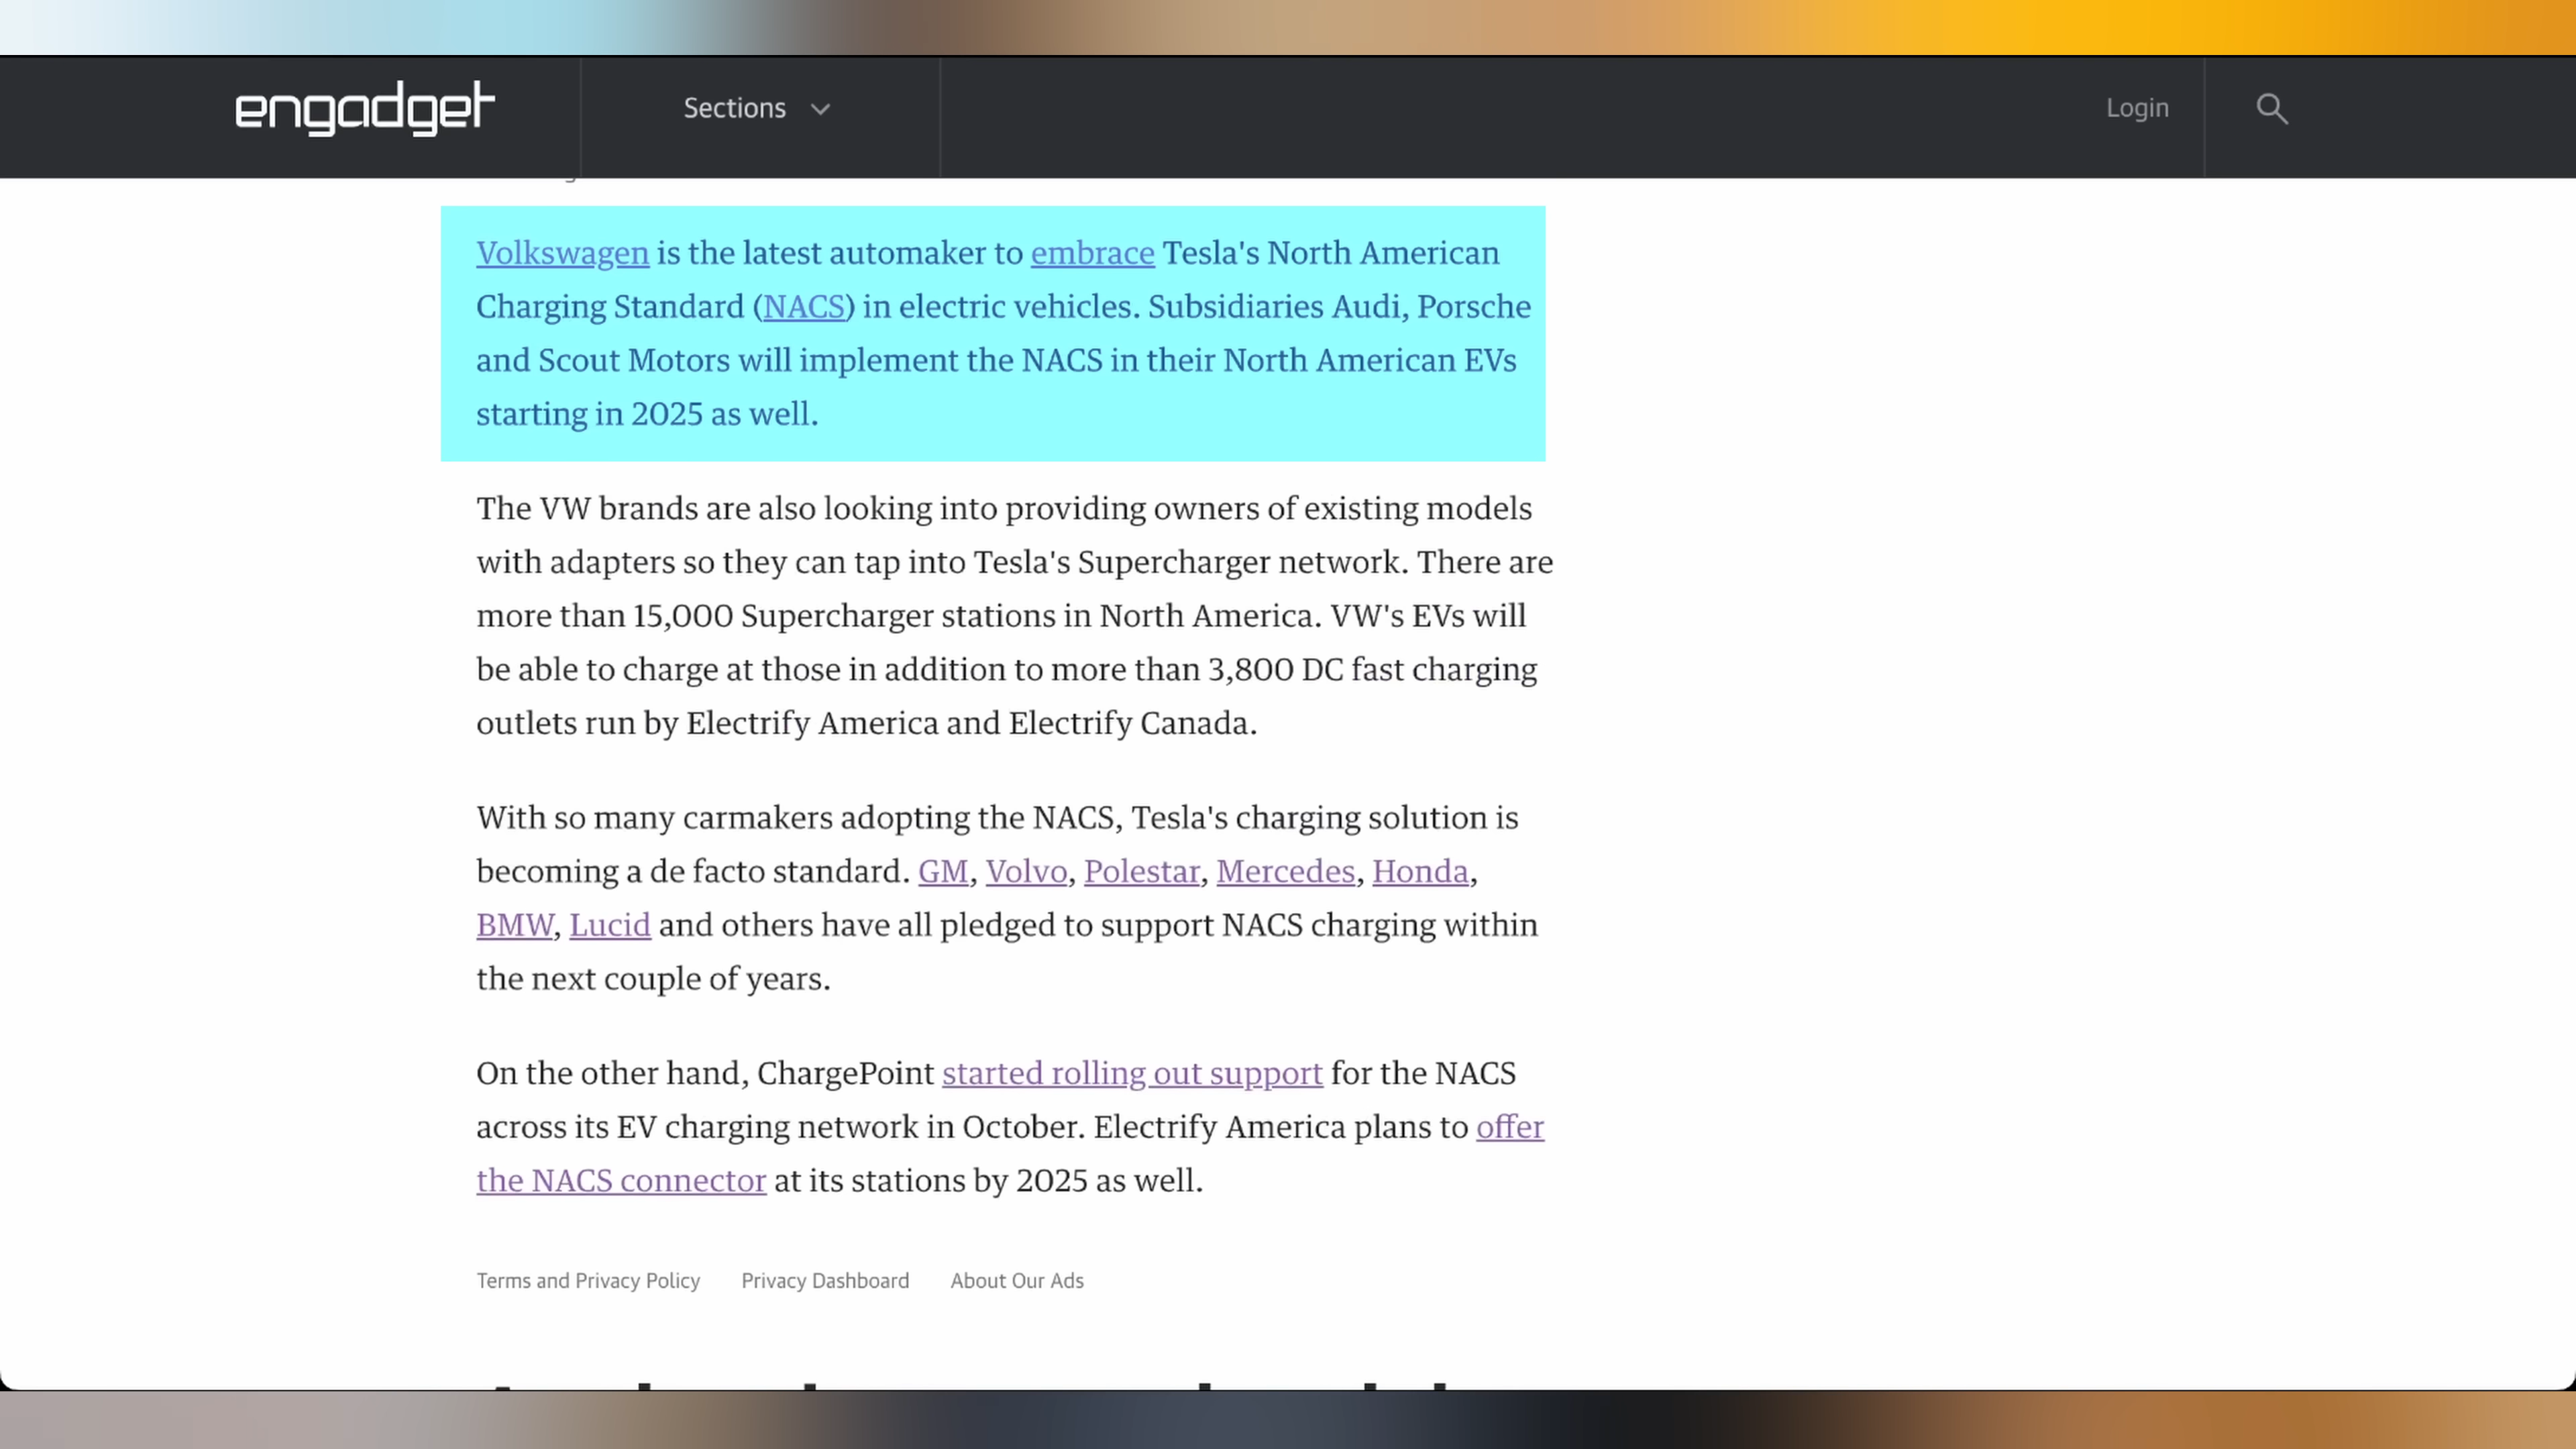 engadget
Sections
Login
Volkswagen is the latest automaker to embrace Tesla's North American
Charging Standard (NACS) in electric vehicles. Subsidiaries Audi, Porsche
and Scout Motors will implement the NACS in their North American EVs
starting in 2025 as well.
The VW brands are also looking into providing owners of existing models
with adapters so they can tap into Tesla's Supercharger network. There are
more than 15,000 Supercharger stations in North America. VW's EVs will
be able to charge at those in addition to more than 3,800 DC fast charging
outlets run by Electrify America and Electrify Canada.
With so many carmakers adopting the NACS, Tesla's charging solution is
becoming a de facto standard. GM, Volvo, Polestar, Mercedes, Honda,
BMW, Lucid and others have all pledged to support NACS charging within
the next couple of years.
On the other hand, ChargePoint started rolling out support for the NACS
across its EV charging network in October. Electrify America plans to offer
the NACS connector at its stations by 2025 as well.
Terms and Privacy Policy
Privacy Dashboard
About Our Ads